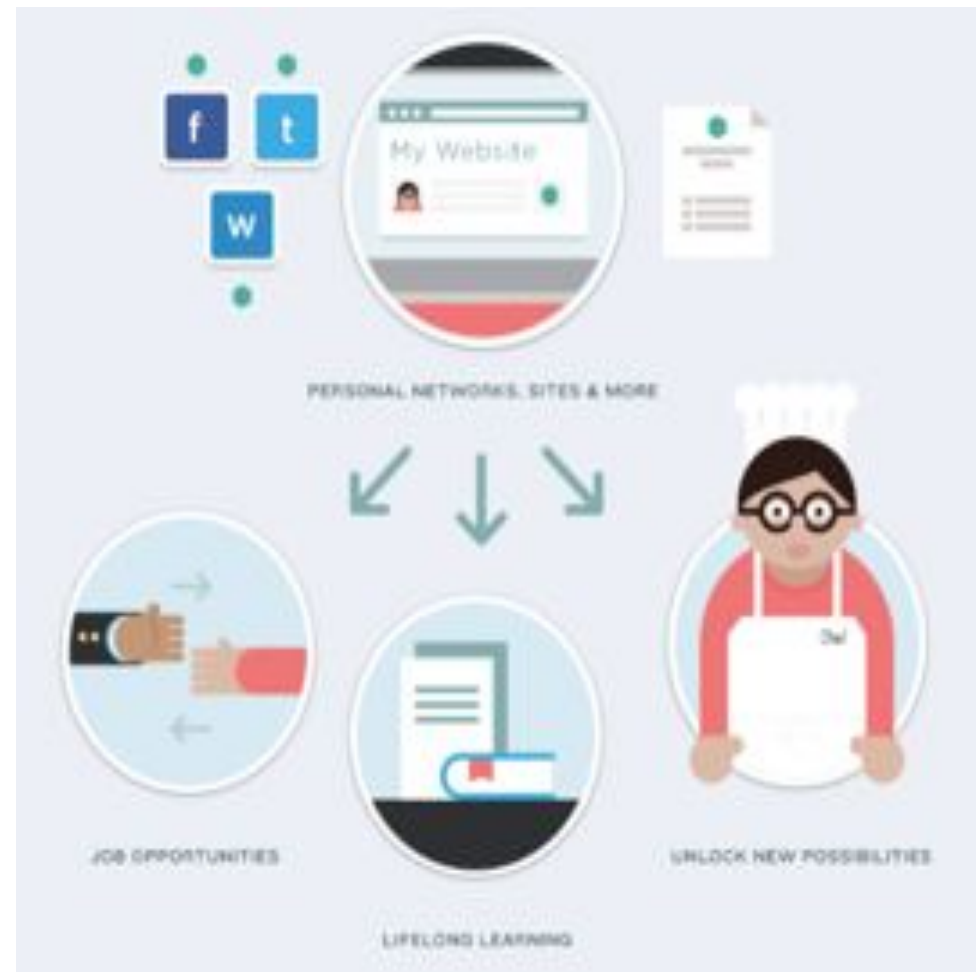 f
t
w
My Website
PERSONAL NETWORKS, SITES & MORE
JOB OPPORTUNITIES
UNLOCK NEW POSSIBILITIES
LIFELONG LEARNING